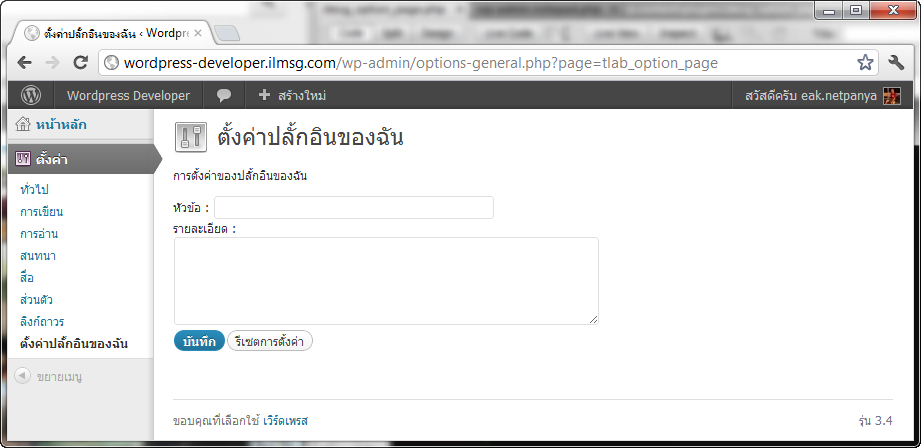 ตั้งค่าปลั๊กอินของฉัน ‹ Wordpre
wordpress-developer.ilmsg.com/wp-admin/options-general.php?page=tlab_option_page
Wordpress Developer
สร้างใหม่
สวัสดีครับ eak.netpanya
หน้าหลัก
ตั้งค่า
ทั่วไป
การเขียน
การอ่าน
สนทนา
สื่อ
ส่วนตัว
ลิงก์ถาวร
ตั้งค่าปลั้กอินของฉัน
ขยายเมนู
ตั้งค่าปลั้กอินของฉัน
การตั้งค่าของปลั้กอินของฉัน
หัวข้อ :
รายละเอียด :
บันทึก
รีเซตการตั้งค่า
ขอบคุณที่เลือกใช้ เวิร์ดเพรส
รุ่น 3.4